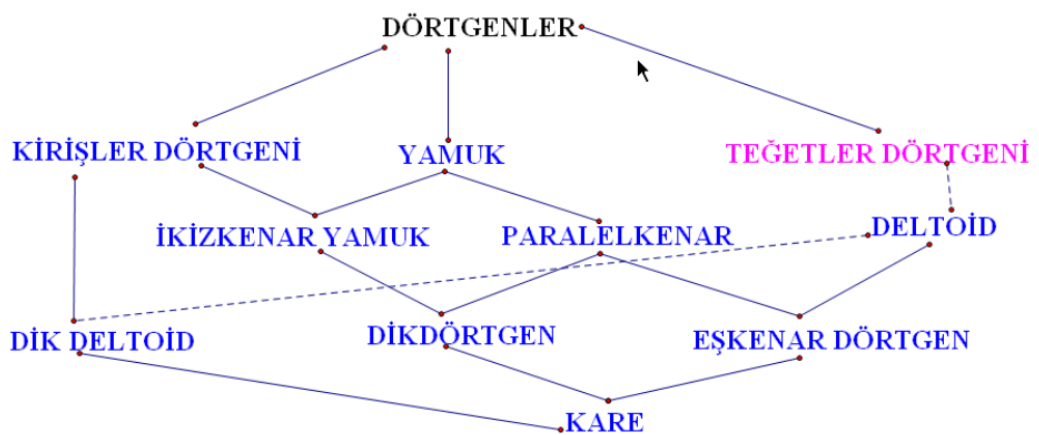 DÖRTGENLER
KİRİŞLER DÖRTGENİ
YAMUK
TEĞETLER DÖRTGENİ
İKİZKENAR YAMUK
PARALELKENAR
DELTOİD
DİK DELTOİD
DİKDÖRTGEN
EŞKENAR DÖRTGEN
KARE